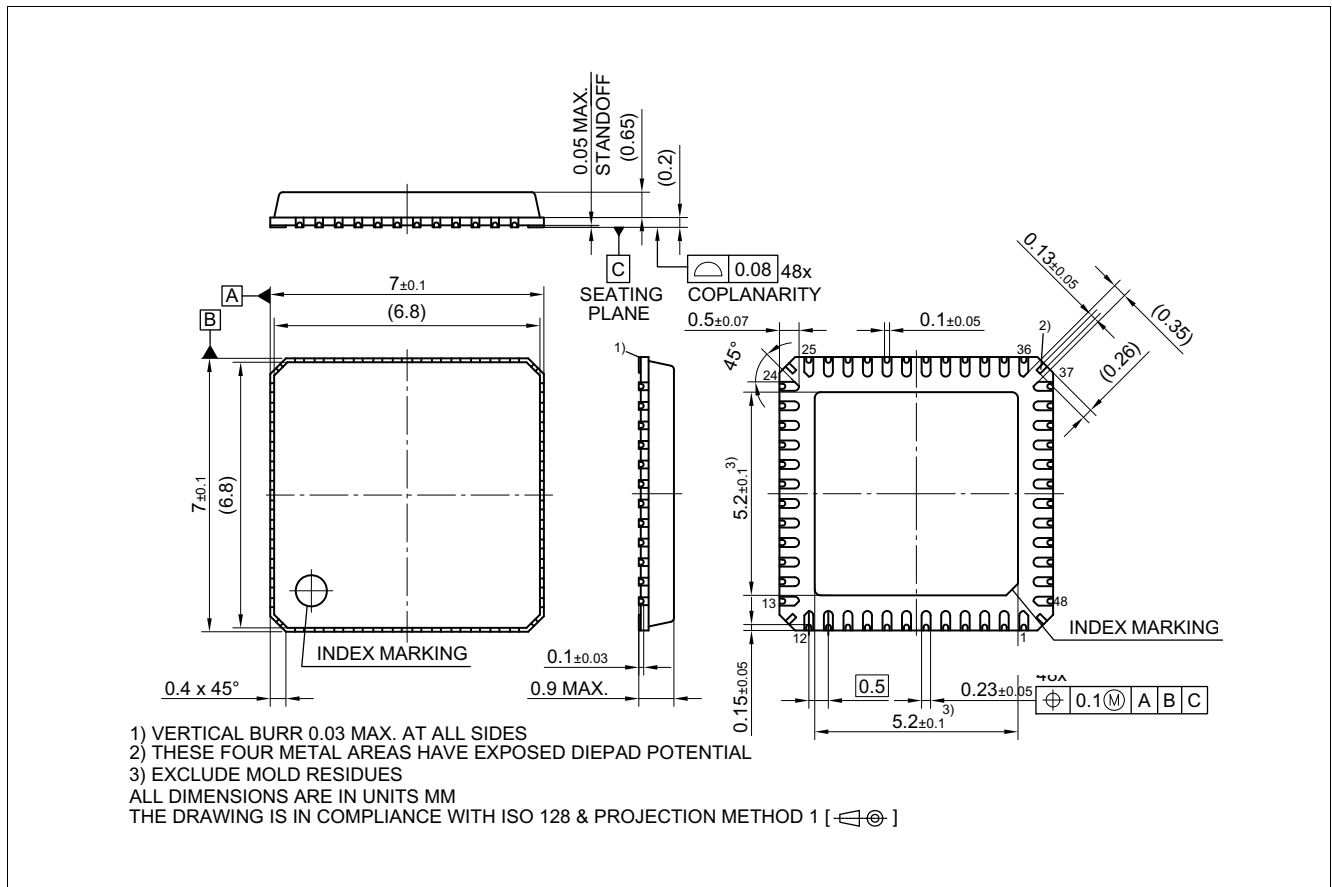 0.05 MAX.
STANDOFF
(0.65)
(0.2)
C
SEATING
PLANE
0.08 48x
COPLANARITY
A
7±0.1
(6.8)
B
7±0.1
(6.8)
INDEX MARKING
0.4 x 45°
1)
0.1±0.03
0.9 MAX.
0.5±0.07
0.1±0.05
0.13±0.05
2)
(0.35)
(0.26)
45°
25
36
24
37
5.2±0.1 3)
13
48
12
1
INDEX MARKING
0.15±0.05
0.5
0.23±0.05
5.2±0.1 3)
48x
⌖ 0.1 Ⓜ A B C
1) VERTICAL BURR 0.03 MAX. AT ALL SIDES
2) THESE FOUR METAL AREAS HAVE EXPOSED DIEPAD POTENTIAL
3) EXCLUDE MOLD RESIDUES
ALL DIMENSIONS ARE IN UNITS MM
THE DRAWING IS IN COMPLIANCE WITH ISO 128 & PROJECTION METHOD 1 [ ]